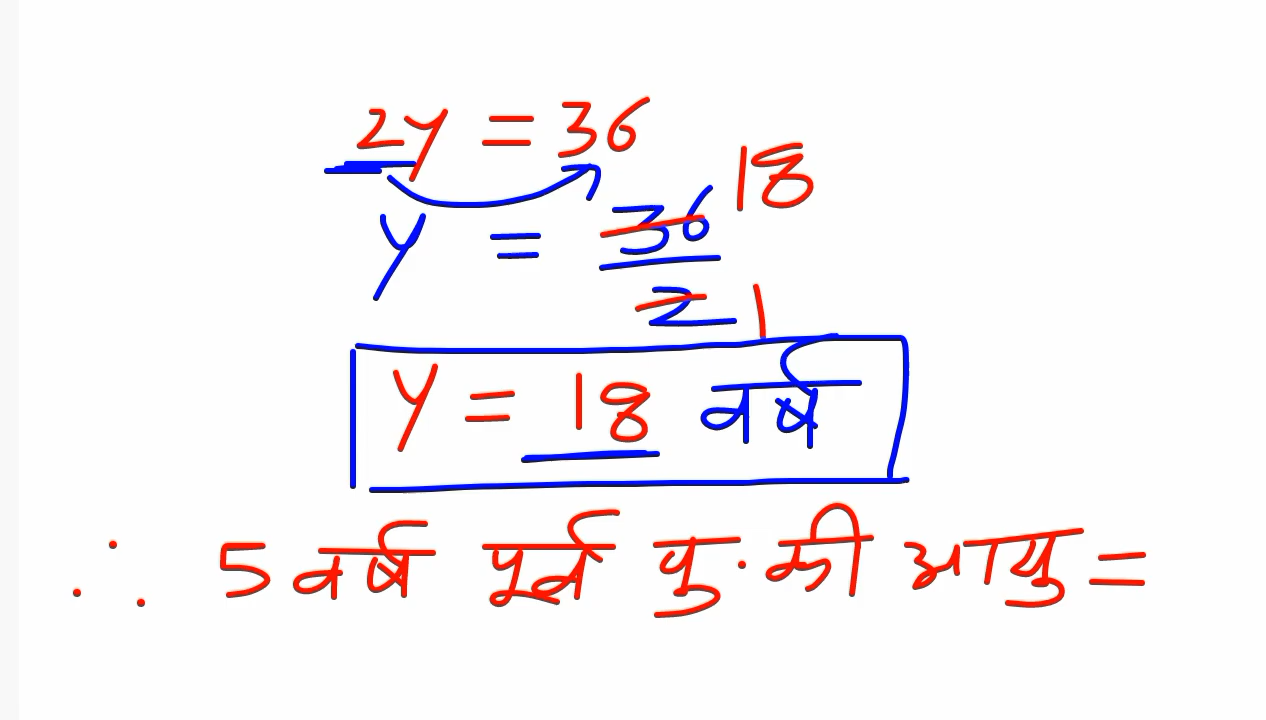 2y = 36
y = 36/2 18 1
y = 18 वर्ष
∴ 5 वर्ष पूर्व पु. की आयु =